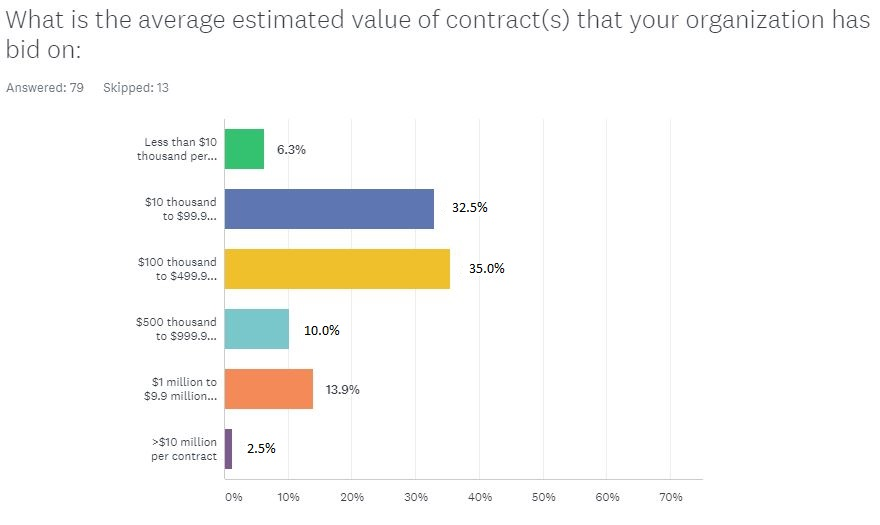 What is the average estimated value of contract(s) that your organization has
bid on:
Answered: 79 Skipped: 13
Less than $10
thousand per...
6.3%
$10 thousand
to $99.9...
32.5%
$100 thousand
to $499.9...
35.0%
$500 thousand
to $999.9...
10.0%
$1 million to
$9.9 million...
13.9%
>$10 million
per contract
2.5%
0% 10% 20% 30% 40% 50% 60% 70%